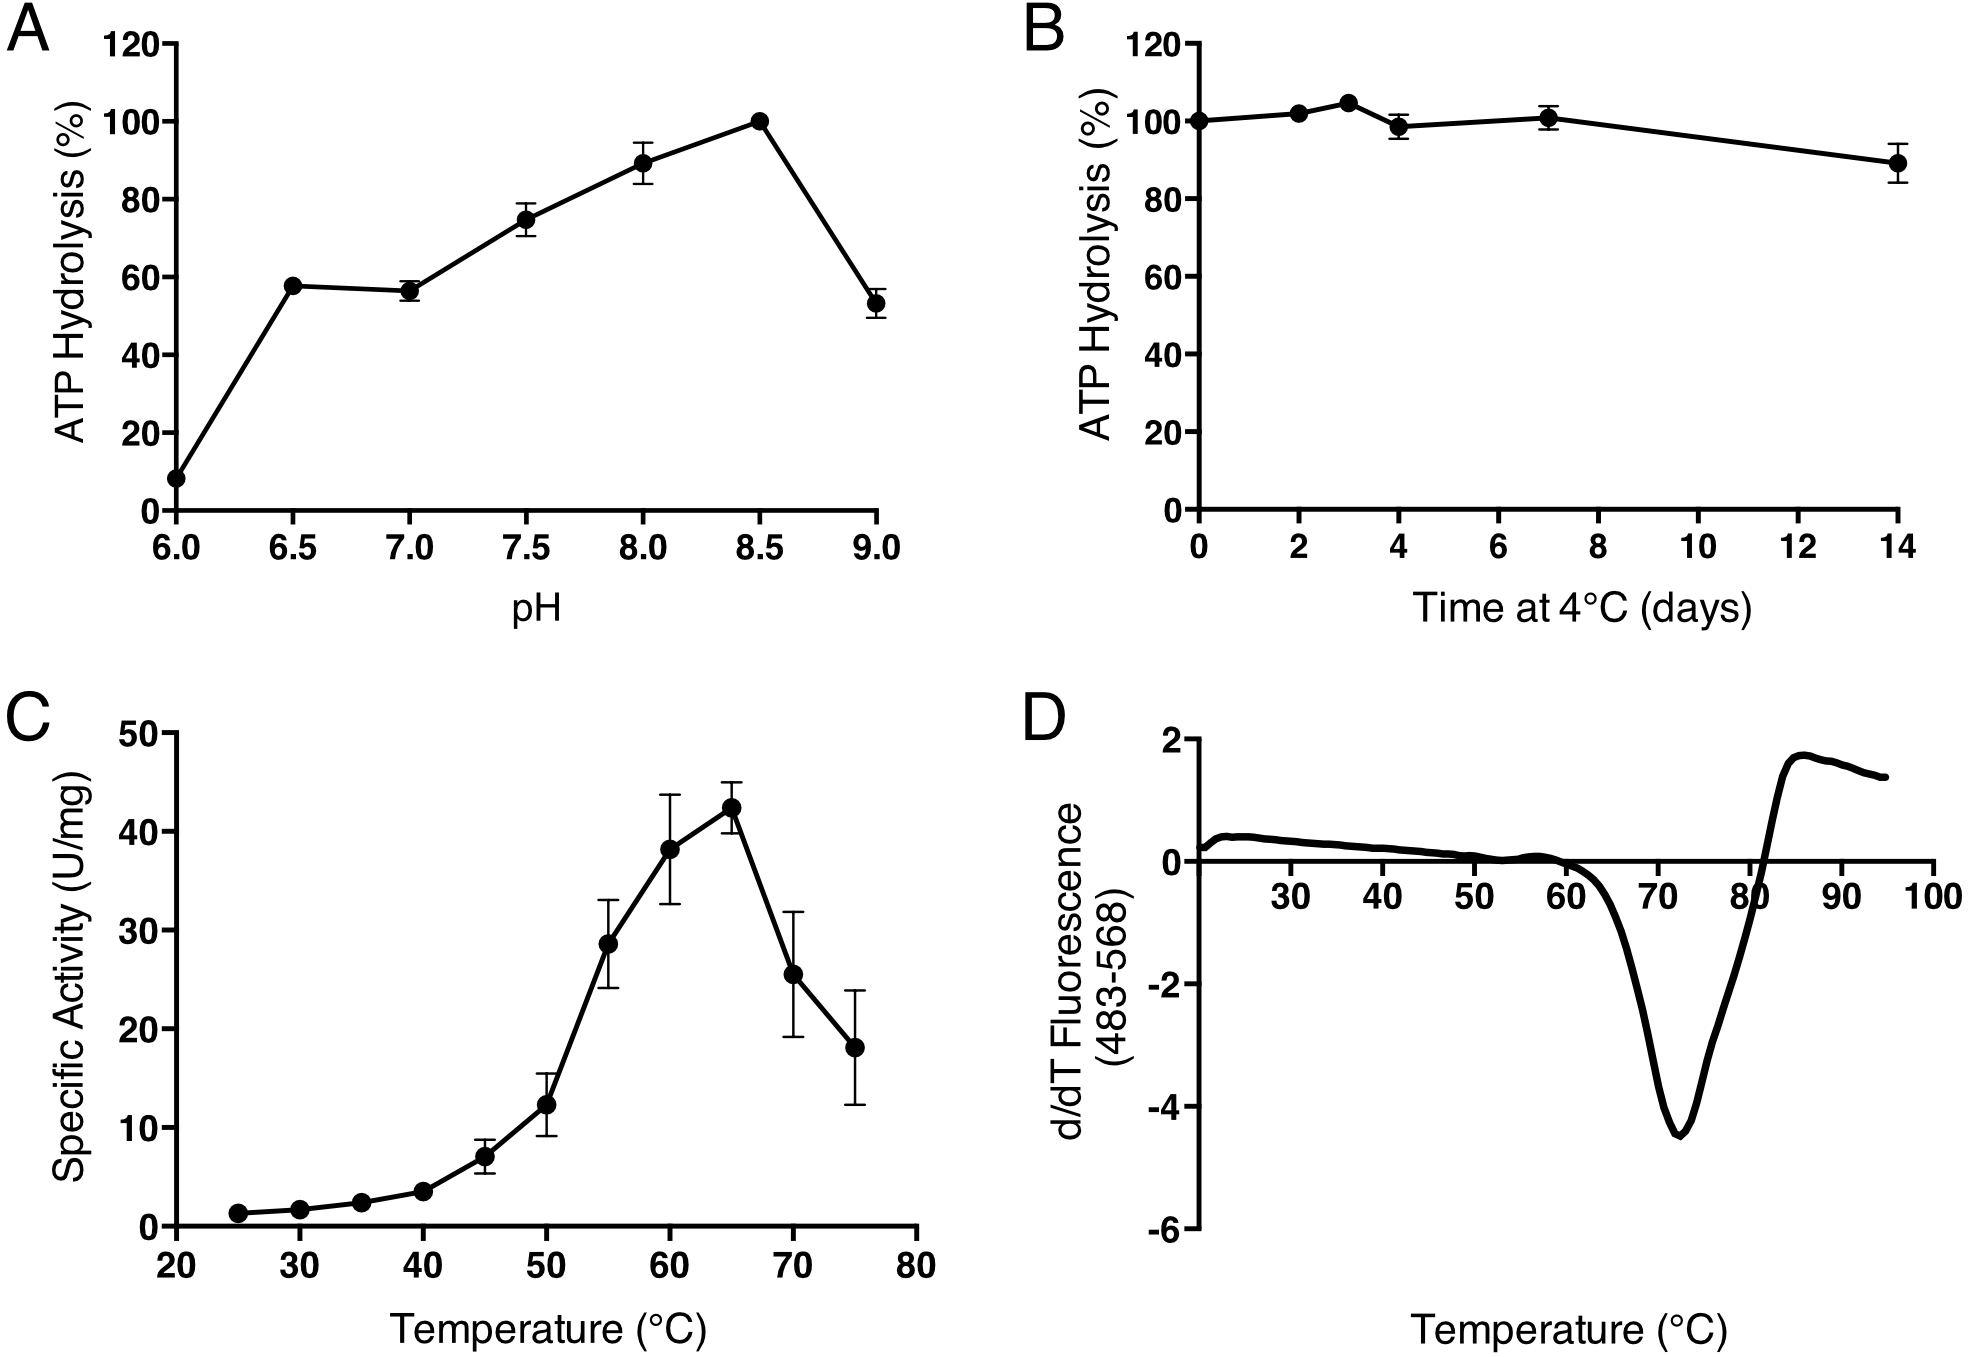 A
120
100
80
60
40
20
0
ATP Hydrolysis (%)
6.0 6.5 7.0 7.5 8.0 8.5 9.0
pH
B
120
100
80
60
40
20
0
ATP Hydrolysis (%)
0 2 4 6 8 10 12 14
Time at 4°C (days)
C
50
40
30
20
10
0
Specific Activity (U/mg)
20 30 40 50 60 70 80
Temperature (°C)
D
2
0
-2
-4
-6
d/dT Fluorescence
(483-568)
30 40 50 60 70 80 90 100
Temperature (°C)